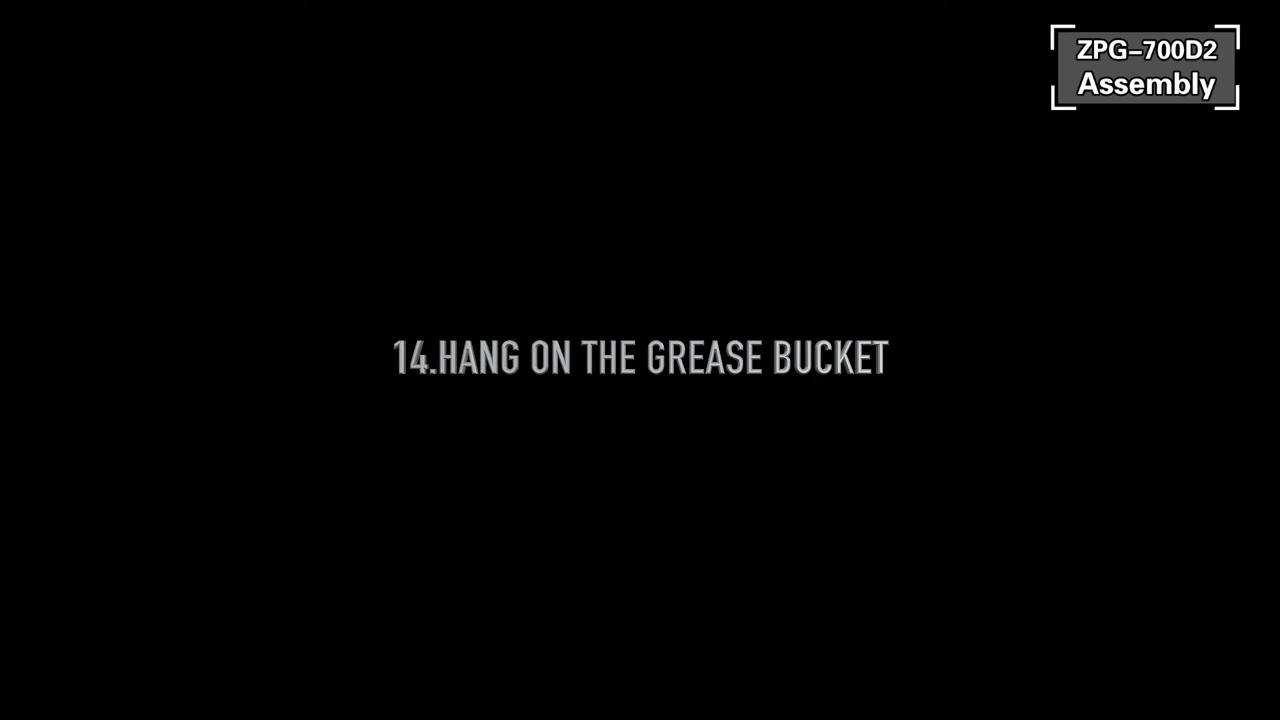 ZPG-700D2
Assembly
14.HANG ON THE GREASE BUCKET